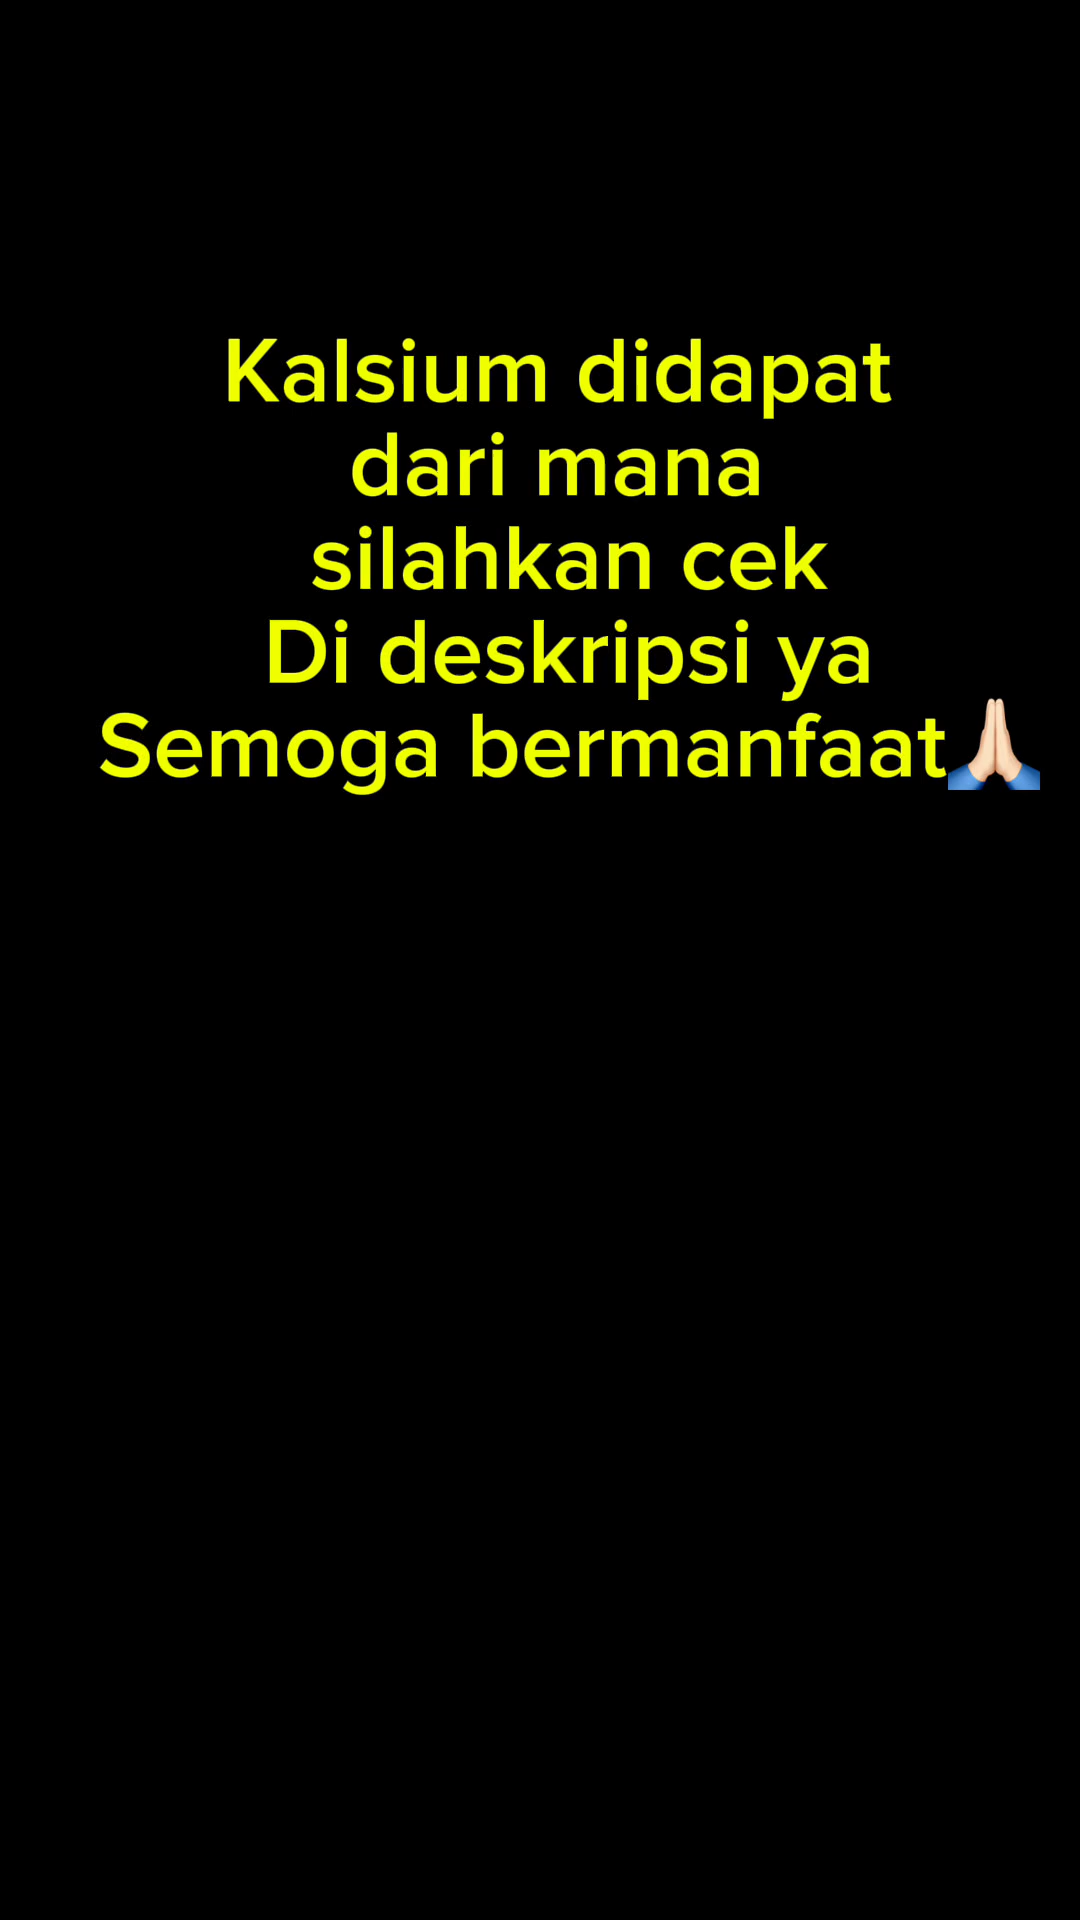 Kalsium didapat
dari mana
silahkan cek
Di deskripsi ya
Semoga bermanfaat🙏🏻